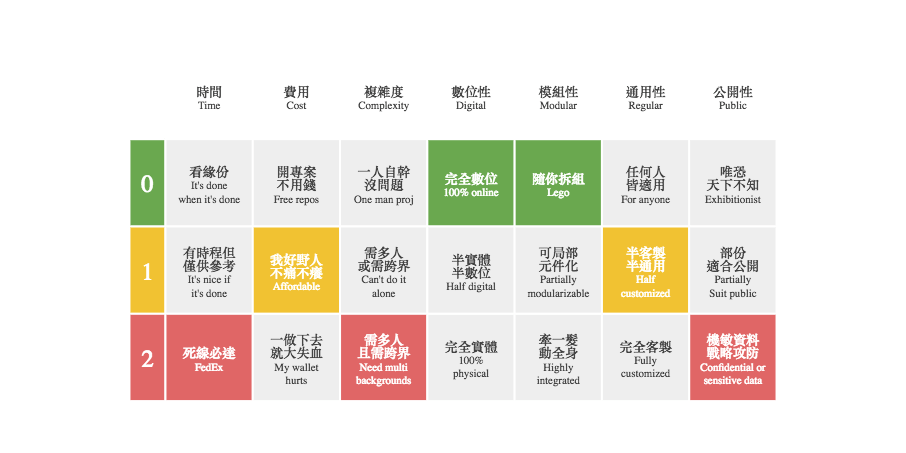 時間
Time
費用
Cost
複雜度
Complexity
數位性
Digital
模組性
Modular
通用性
Regular
公開性
Public
0
看緣份
It's done
when it's done
開專案
不用錢
Free repos
一人自幹
沒問題
One man proj
完全數位
100% online
隨你拆組
Lego
任何人
皆適用
For anyone
唯恐
天下不知
Exhibitionist
1
有時程但
僅供參考
It's nice if
it's done
我好野人
不痛不癢
Affordable
需多人
或需跨界
Can't do it
alone
半實體
半數位
Half digital
可局部
元件化
Partially
modularizable
半客製
半通用
Half
customized
部份
適合公開
Partially
Suit public
2
死線必達
FedEx
一做下去
就大失血
My wallet
hurts
需多人
且需跨界
Need multi
backgrounds
完全實體
100%
physical
牽一髮
動全身
Highly
integrated
完全客製
Fully
customized
機敏資料
戰略攻防
Confidential or
sensitive data